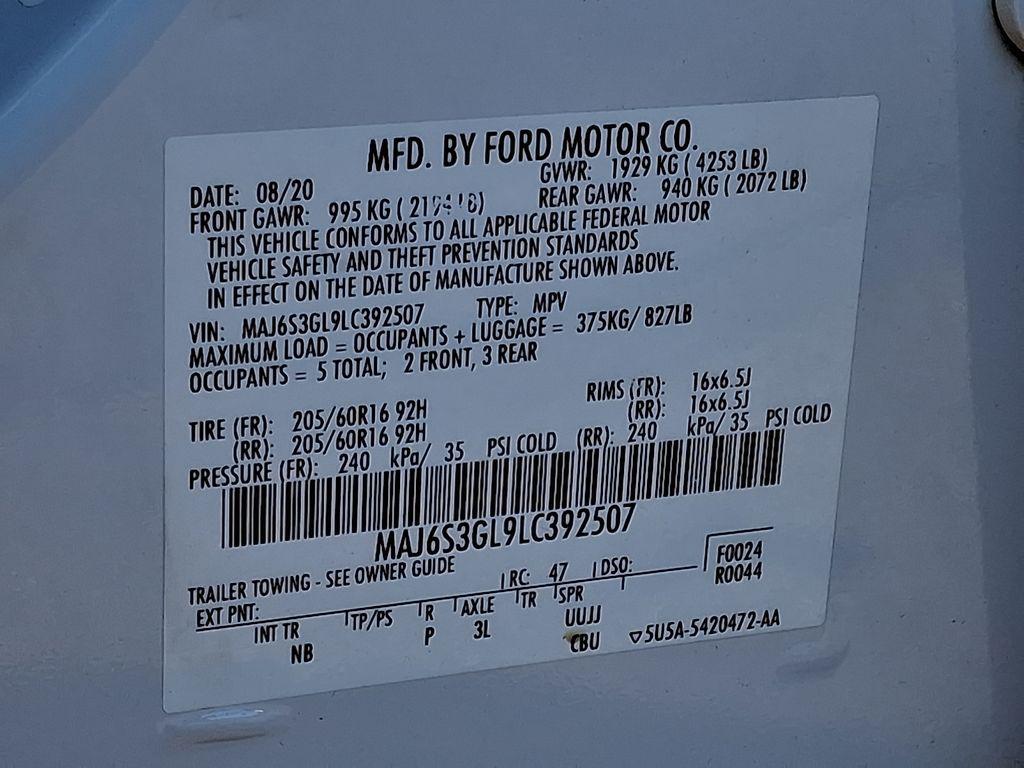 MFD. BY FORD MOTOR CO.
DATE: 08/20 GVWR: 1929 KG ( 4253 LB)
FRONT GAWR: 995 KG ( REAR GAWR: 940 KG ( 2072 LB)
THIS VEHICLE CONFORMS TO ALL APPLICABLE FEDERAL MOTOR
VEHICLE SAFETY AND THEFT PREVENTION STANDARDS
IN EFFECT ON THE DATE OF MANUFACTURE SHOWN ABOVE.
VIN: MAJ6S3GL9LC392507 TYPE: MPV
MAXIMUM LOAD = OCCUPANTS + LUGGAGE = 375KG/ 827LB
OCCUPANTS = 5 TOTAL; 2 FRONT, 3 REAR
TIRE (FR): 205/60R16 92H RIMS (FR): 16x6.5J
(RR): 205/60R16 92H (RR): 16x6.5J
PRESSURE (FR): 240 kPa/ 35 PSI COLD (RR): 240 kPa/ 35 PSI COLD
MAJ6S3GL9LC392507
TRAILER TOWING - SEE OWNER GUIDE
EXT PNT: RC: 47 DSO: F0024
R0044
INT TR TP/PS R AXLE TR SPR
NB P 3L UUJJ
CBU ▽5U5A-5420472-AA